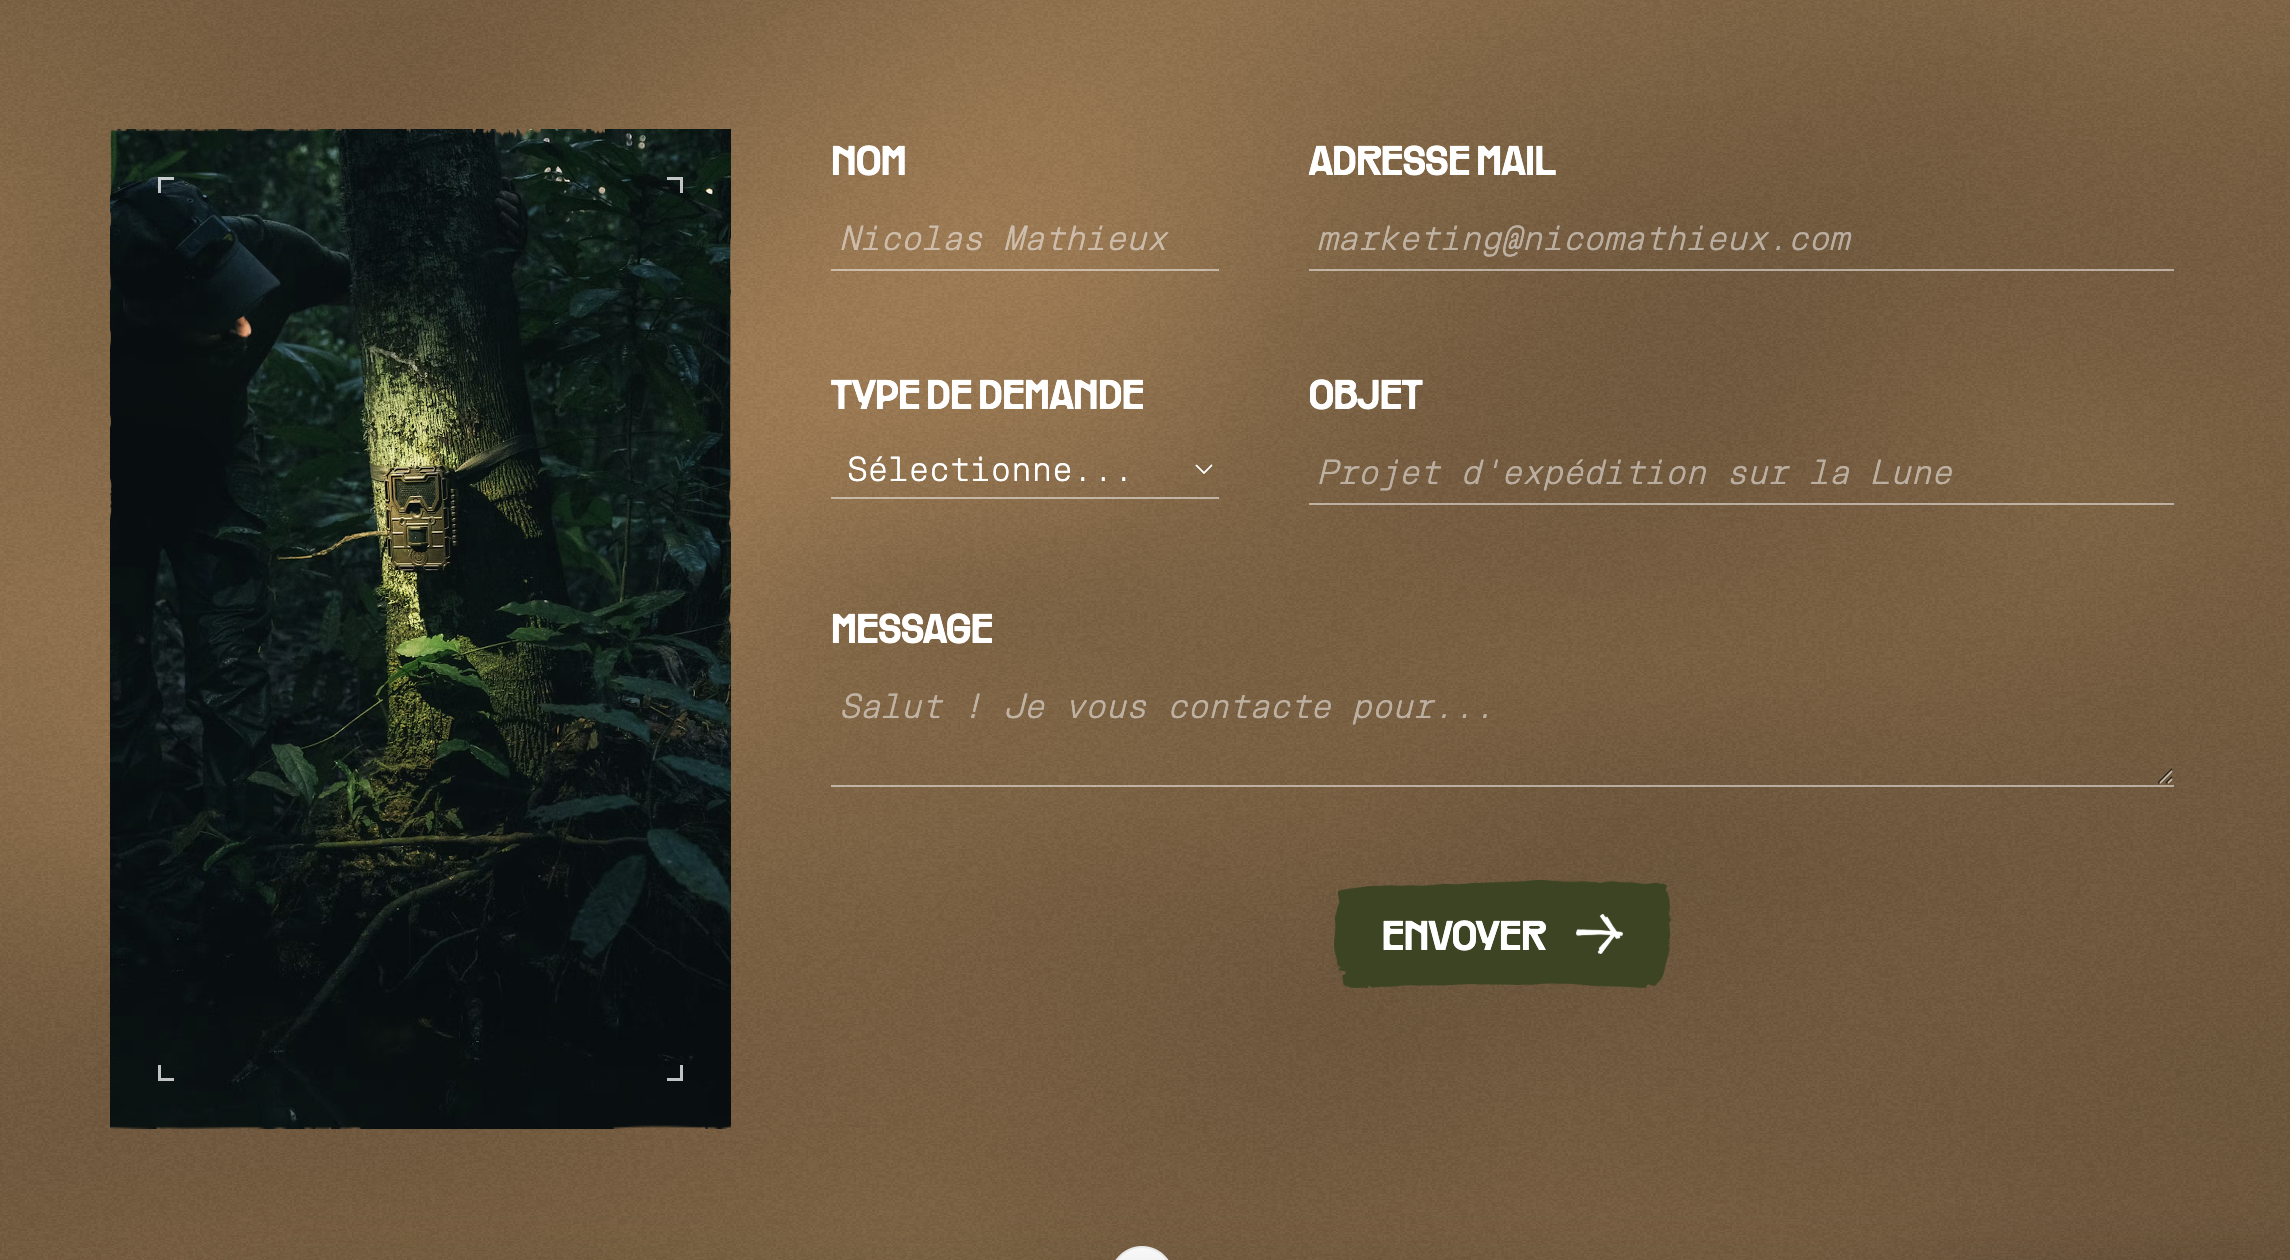 NOM
Nicolas Mathieux
ADRESSE MAIL
marketing@nicomathieux.com
TYPE DE DEMANDE
Sélectionne...
OBJET
Projet d'expédition sur la Lune
MESSAGE
Salut ! Je vous contacte pour...
ENVOYER